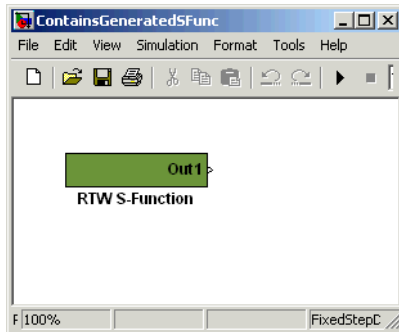 ContainsGeneratedSFunc
File Edit View Simulation Format Tools Help
Out1
RTW S-Function
F 100% FixedStepD